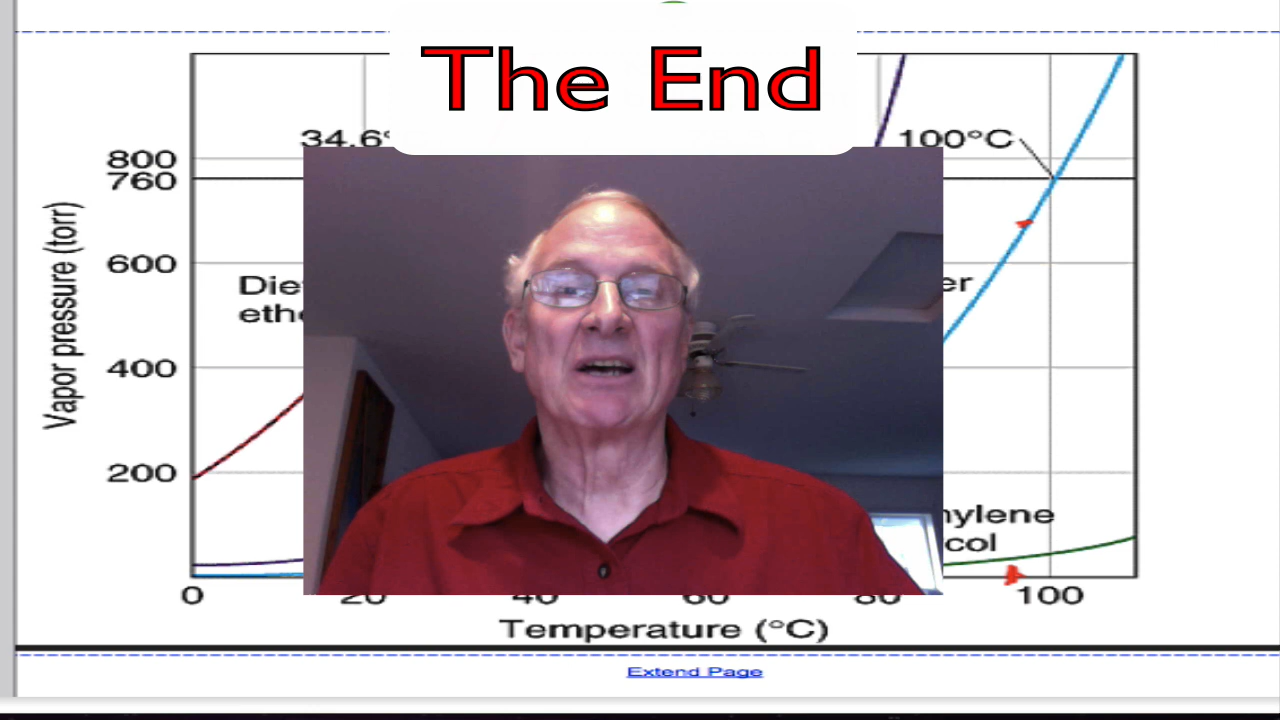 The End
34.6°
100°C
800
760
600
400
200
Vapor pressure (torr)
0
20
40
60
80
100
Temperature (°C)
Extend Page